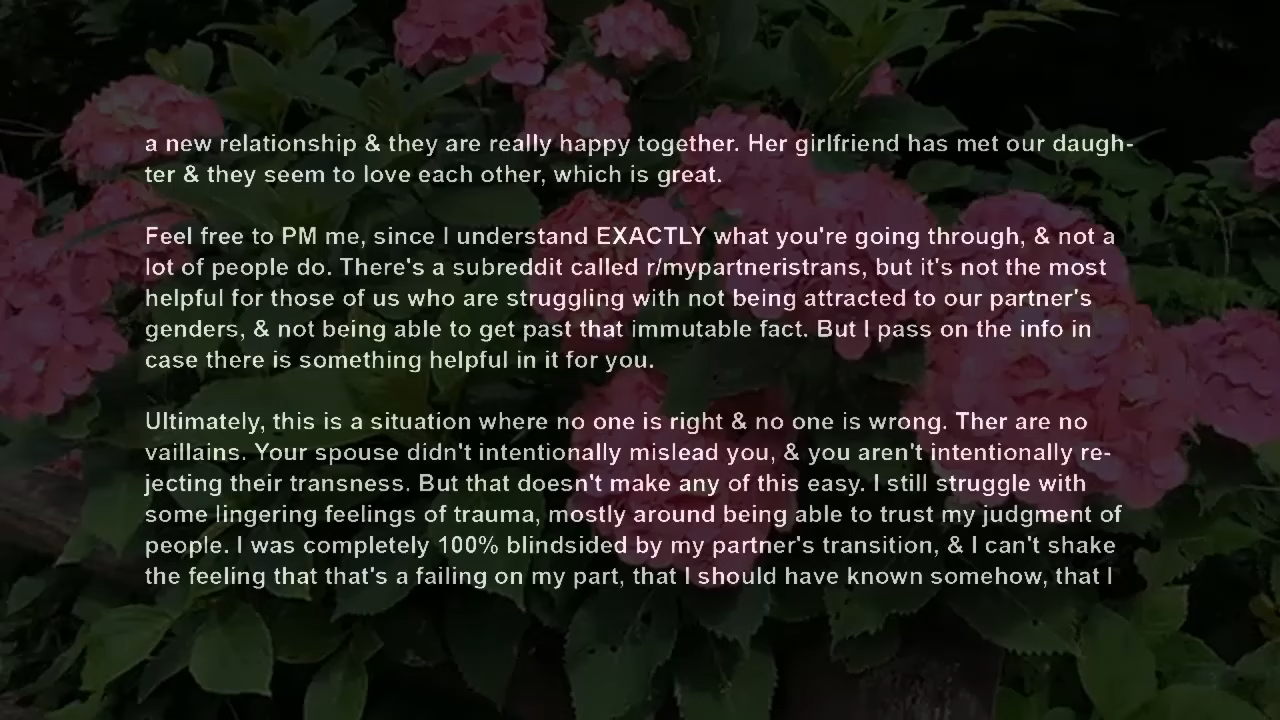 a new relationship & they are really happy together. Her girlfriend has met our daugh-
ter & they seem to love each other, which is great.
Feel free to PM me, since I understand EXACTLY what you're going through, & not a
lot of people do. There's a subreddit called r/mypartneristrans, but it's not the most
helpful for those of us who are struggling with not being attracted to our partner's
genders, & not being able to get past that immutable fact. But I pass on the info in
case there is something helpful in it for you.
Ultimately, this is a situation where no one is right & no one is wrong. Ther are no
vaillains. Your spouse didn't intentionally mislead you, & you aren't intentionally re-
jecting their transness. But that doesn't make any of this easy. I still struggle with
some lingering feelings of trauma, mostly around being able to trust my judgment of
people. I was completely 100% blindsided by my partner's transition, & I can't shake
the feeling that that's a failing on my part, that I should have known somehow, that I